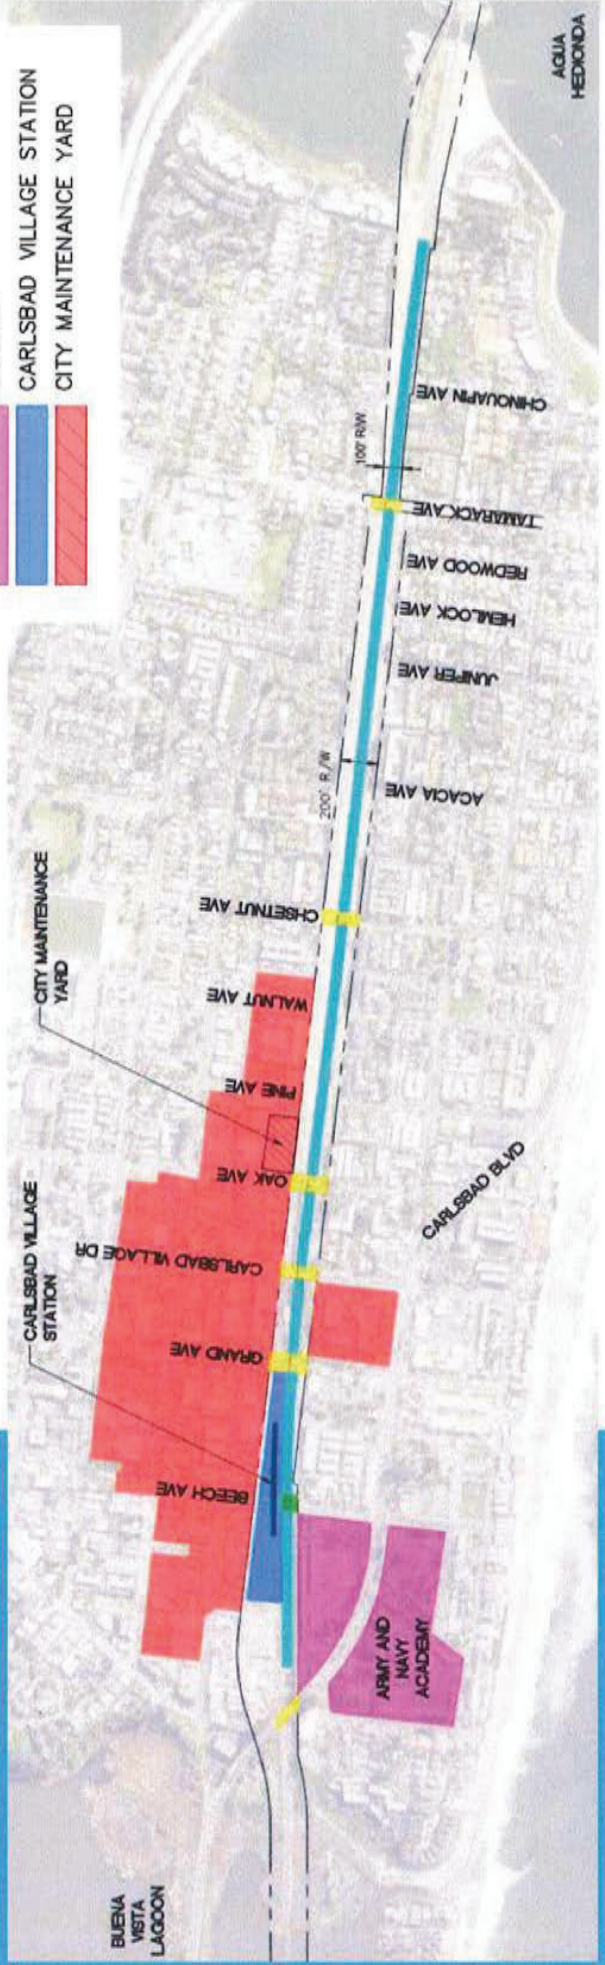 CARLSBAD VILLAGE STATION
CITY MAINTENANCE YARD
CITY MAINTENANCE
YARD
CARLSBAD VILLAGE
STATION
BUENA
VISTA
LAGOON
BEECH AVE
GRAND AVE
CARLSBAD VILLAGE DR
OAK AVE
PINE AVE
WALNUT AVE
CHSETNUT AVE
200' R/W
ACACIA AVE
JUNIPER AVE
HEMLOCK AVE
REDWOOD AVE
TAMARACK AVE
100' R/W
CHINQUAPIN AVE
AGUA
HEDIONDA
CARLSBAD BLVD
ARMY AND
NAVY
ACADEMY